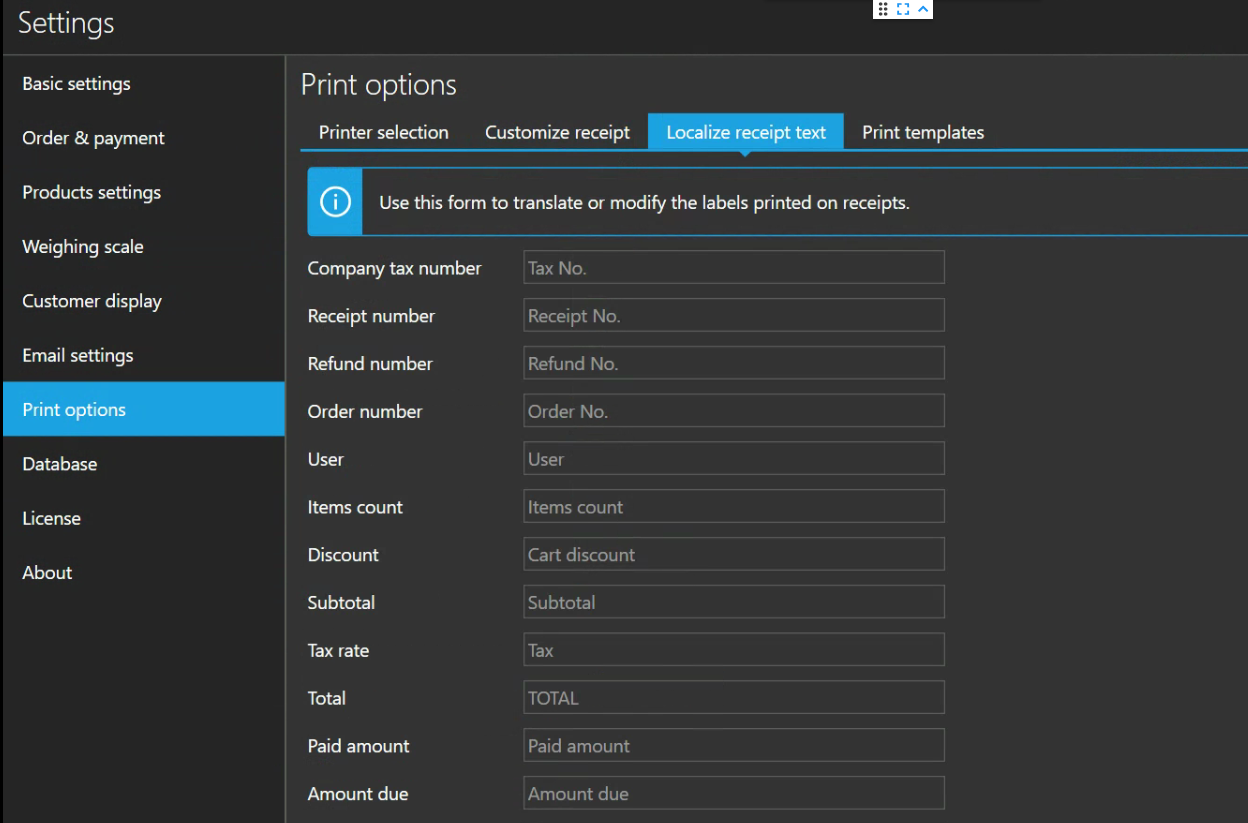 Settings
Basic settings
Order & payment
Products settings
Weighing scale
Customer display
Email settings
Print options
Database
License
About
Print options
Printer selection Customize receipt Localize receipt text Print templates
Use this form to translate or modify the labels printed on receipts.
Company tax number Tax No.
Receipt number Receipt No.
Refund number Refund No.
Order number Order No.
User User
Items count Items count
Discount Cart discount
Subtotal Subtotal
Tax rate Tax
Total TOTAL
Paid amount Paid amount
Amount due Amount due